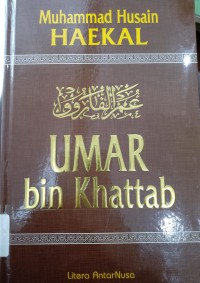 Muhammad Husain
HAEKAL
عمر الفاروق
UMAR
bin Khattab
Litera AntarNusa